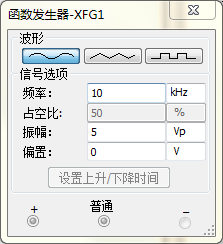 函数发生器-XFG1
波形
信号选项
频率: 10 kHz
占空比: 50 %
振幅: 5 Vp
偏置: 0 V
设置上升/下降时间
+ 普通 −